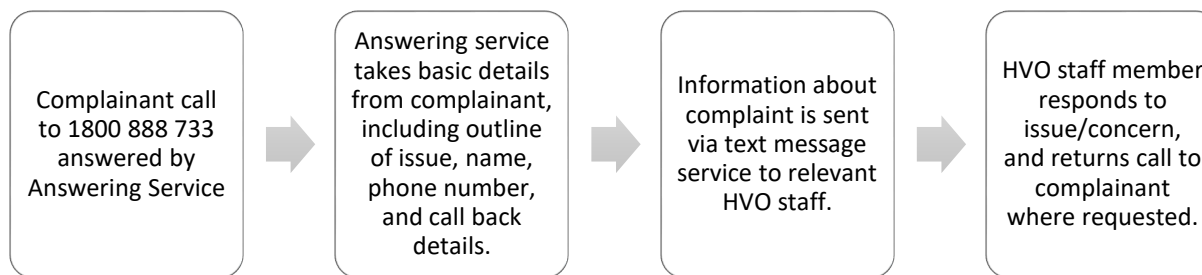 Complainant call
to 1800 888 733
answered by
Answering Service
Answering service
takes basic details
from complainant,
including outline
of issue, name,
phone number,
and call back
details.
Information about
complaint is sent
via text message
service to relevant
HVO staff.
HVO staff member
responds to
issue/concern,
and returns call to
complainant
where requested.